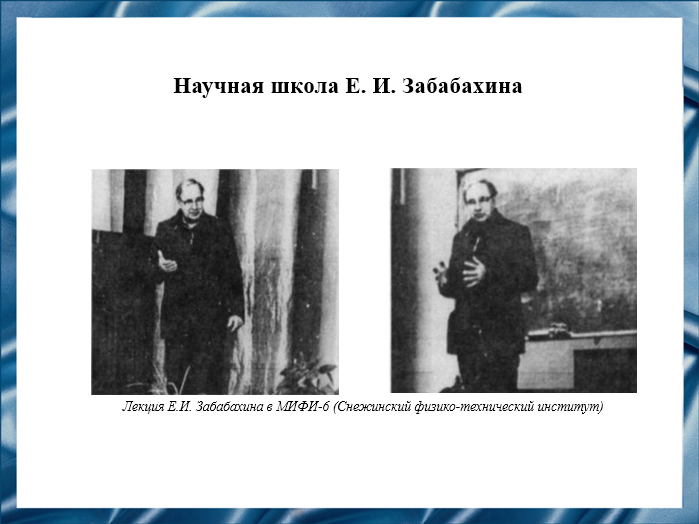 Научная школа Е. И. Забабахина
Лекция Е.И. Забабахина в МИФИ-6 (Снежинский физико-технический институт)